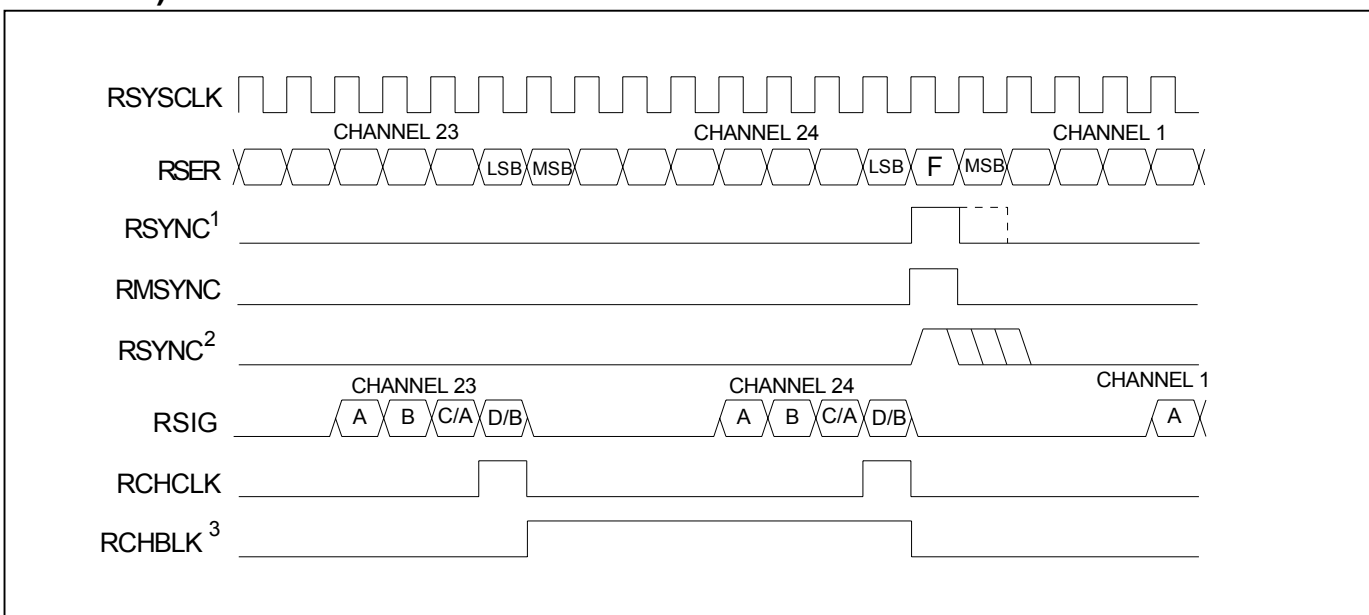 RSYSCLK
CHANNEL 23 CHANNEL 24 CHANNEL 1
RSER LSB MSB LSB F MSB
RSYNC1
RMSYNC
RSYNC2
CHANNEL 23 CHANNEL 24 CHANNEL 1
RSIG A B C/A D/B A B C/A D/B A
RCHCLK
RCHBLK 3